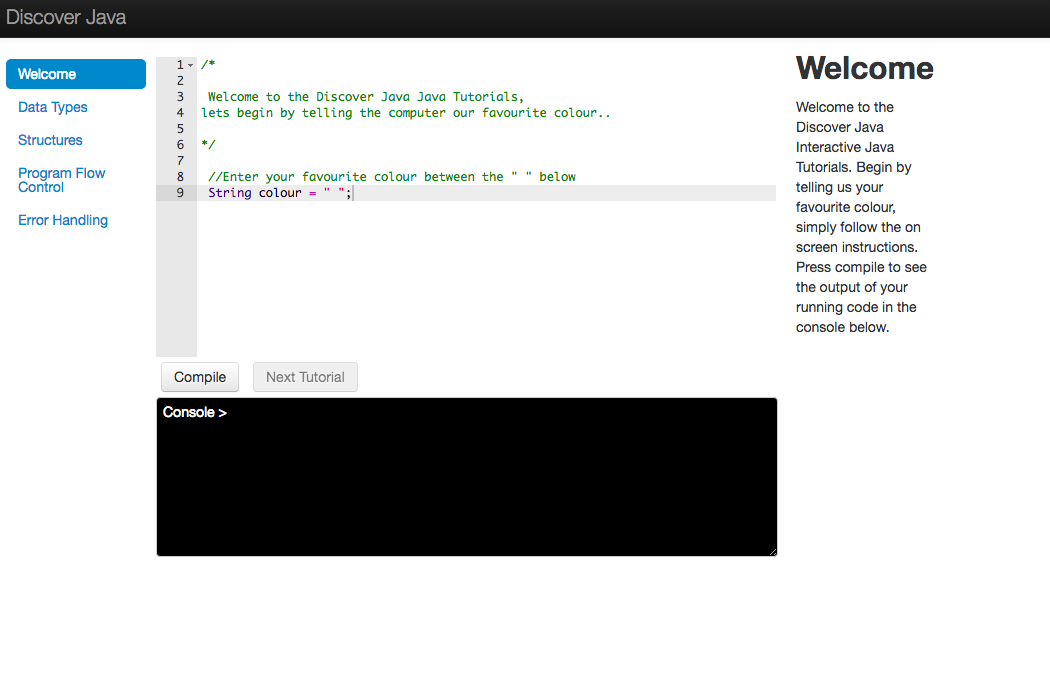 Discover Java
Welcome
Data Types
Structures
Program Flow
Control
Error Handling
1 /*
2
3 Welcome to the Discover Java Java Tutorials,
4 lets begin by telling the computer our favourite colour..
5
6 */
7
8 //Enter your favourite colour between the " " below
9 String colour = " ";
Compile
Next Tutorial
Console >
Welcome
Welcome to the
Discover Java
Interactive Java
Tutorials. Begin by
telling us your
favourite colour,
simply follow the on
screen instructions.
Press compile to see
the output of your
running code in the
console below.